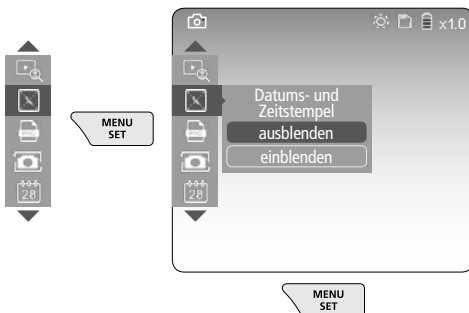 MENU
SET
x1.0
Datums- und
Zeitstempel
ausblenden
einblenden
28
28
MENU
SET